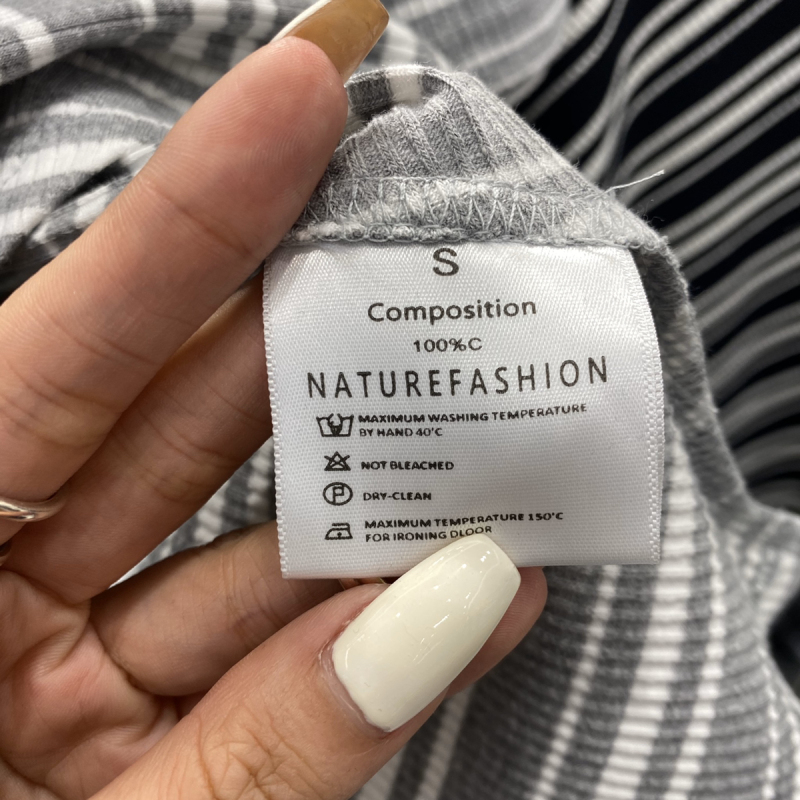 S
Composition
100%C
NATUREFASHION
MAXIMUM WASHING TEMPERATURE
BY HAND 40°C
NOT BLEACHED
P DRY-CLEAN
MAXIMUM TEMPERATURE 150°C
FOR IRONING DLOOR